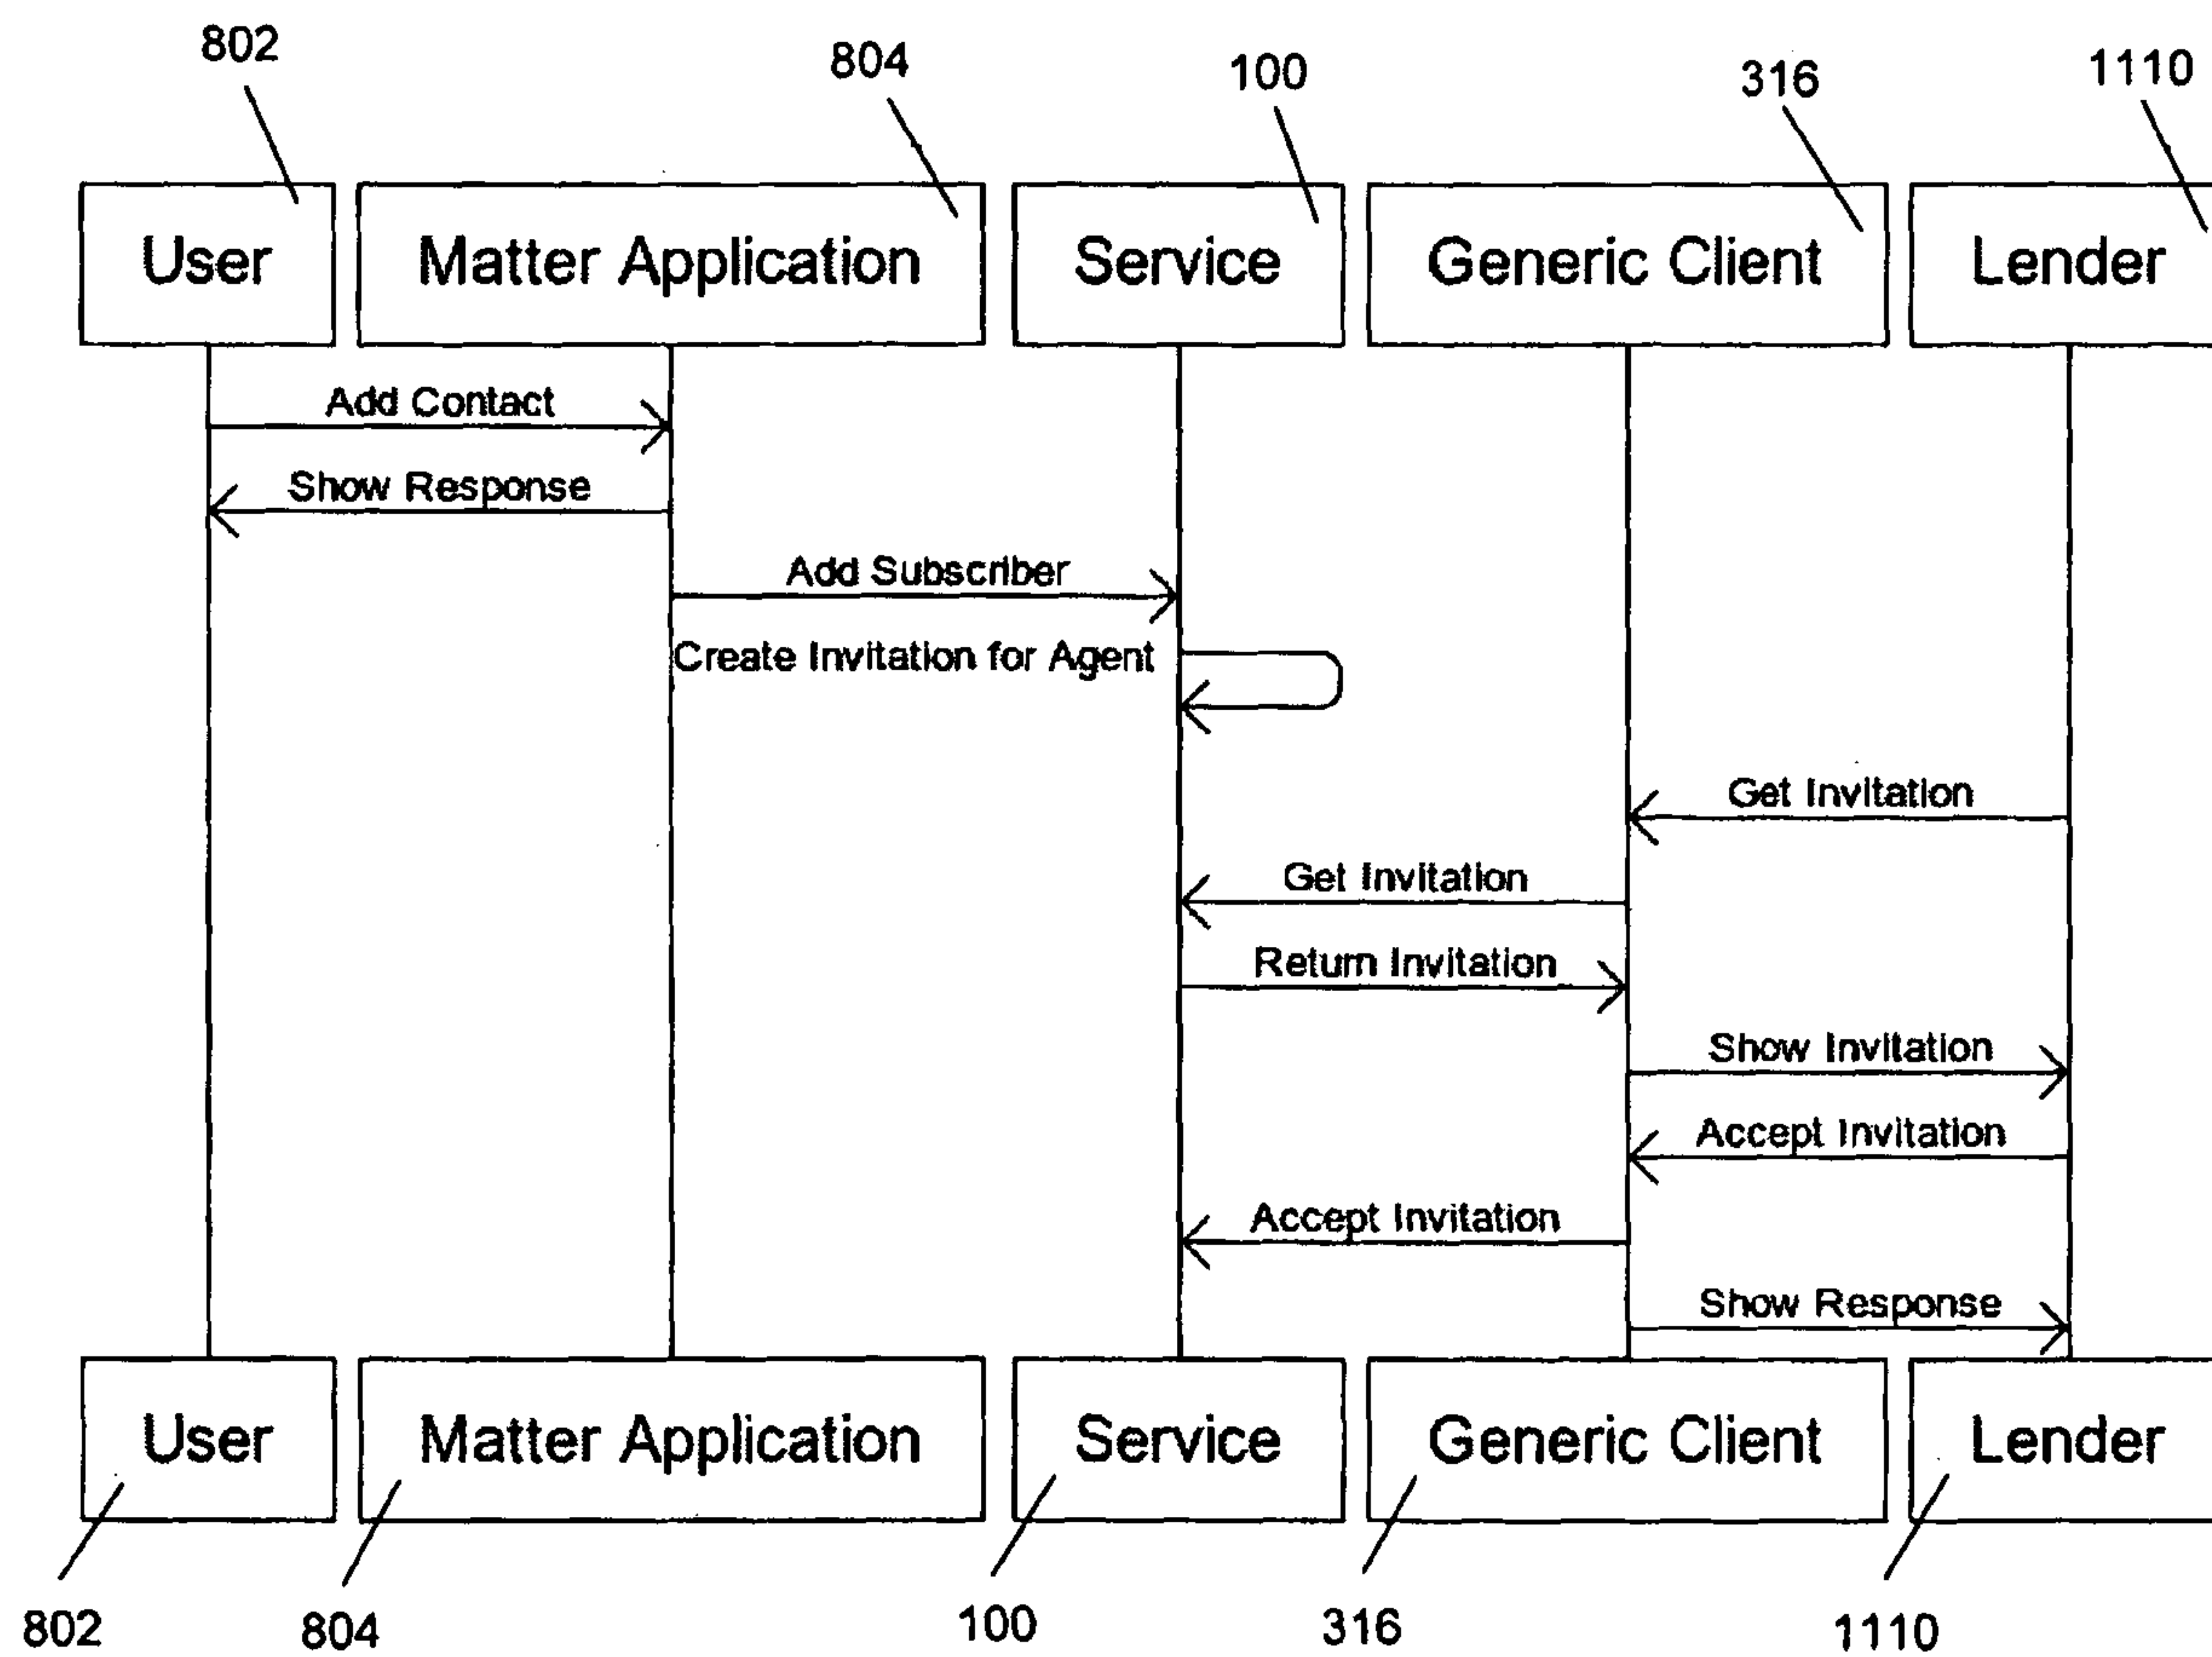 802
804
100
316
1110
User
Matter Application
Service
Generic Client
Lender
Add Contact
Show Response
Add Subscriber
Create Invitation for Agent
Get Invitation
Get Invitation
Return Invitation
Show Invitation
Accept Invitation
Accept Invitation
Show Response
User
Matter Application
Service
Generic Client
Lender
802
804
100
316
1110